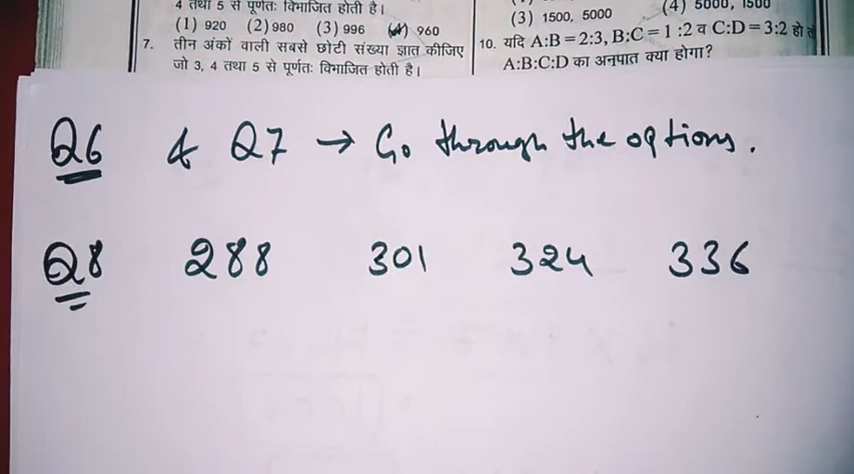 4 तथा 5 से पूर्णतः विभाजित होती है।
(1) 920 (2) 980 (3) 996 960
7. तीन अंकों वाली सबसे छोटी संख्या ज्ञात कीजिए
जो 3, 4 तथा 5 से पूर्णतः विभाजित होती है।
(3) 1500, 5000 (4) 5000, 1500
10. यदि A:B=2:3, B:C=1:2 व C:D=3:2 हो
A:B:C:D का अनुपात क्या होगा?
Q6 & Q7 → Go through the options.
Q8 288 301 324 336